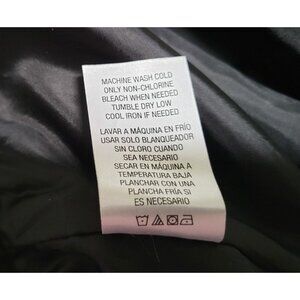 MACHINE WASH COLD
ONLY NON-CHLORINE
BLEACH WHEN NEEDED
TUMBLE DRY LOW
COOL IRON IF NEEDED
LAVAR A MÁQUINA EN FRÍO
USAR SOLO BLANQUEADOR
SIN CLORO CUANDO
SEA NECESARIO
SECAR EN MÁQUINA A
TEMPERATURA BAJA
PLANCHAR CON UNA
PLANCHA FRÍA SI
ES NECESARIO